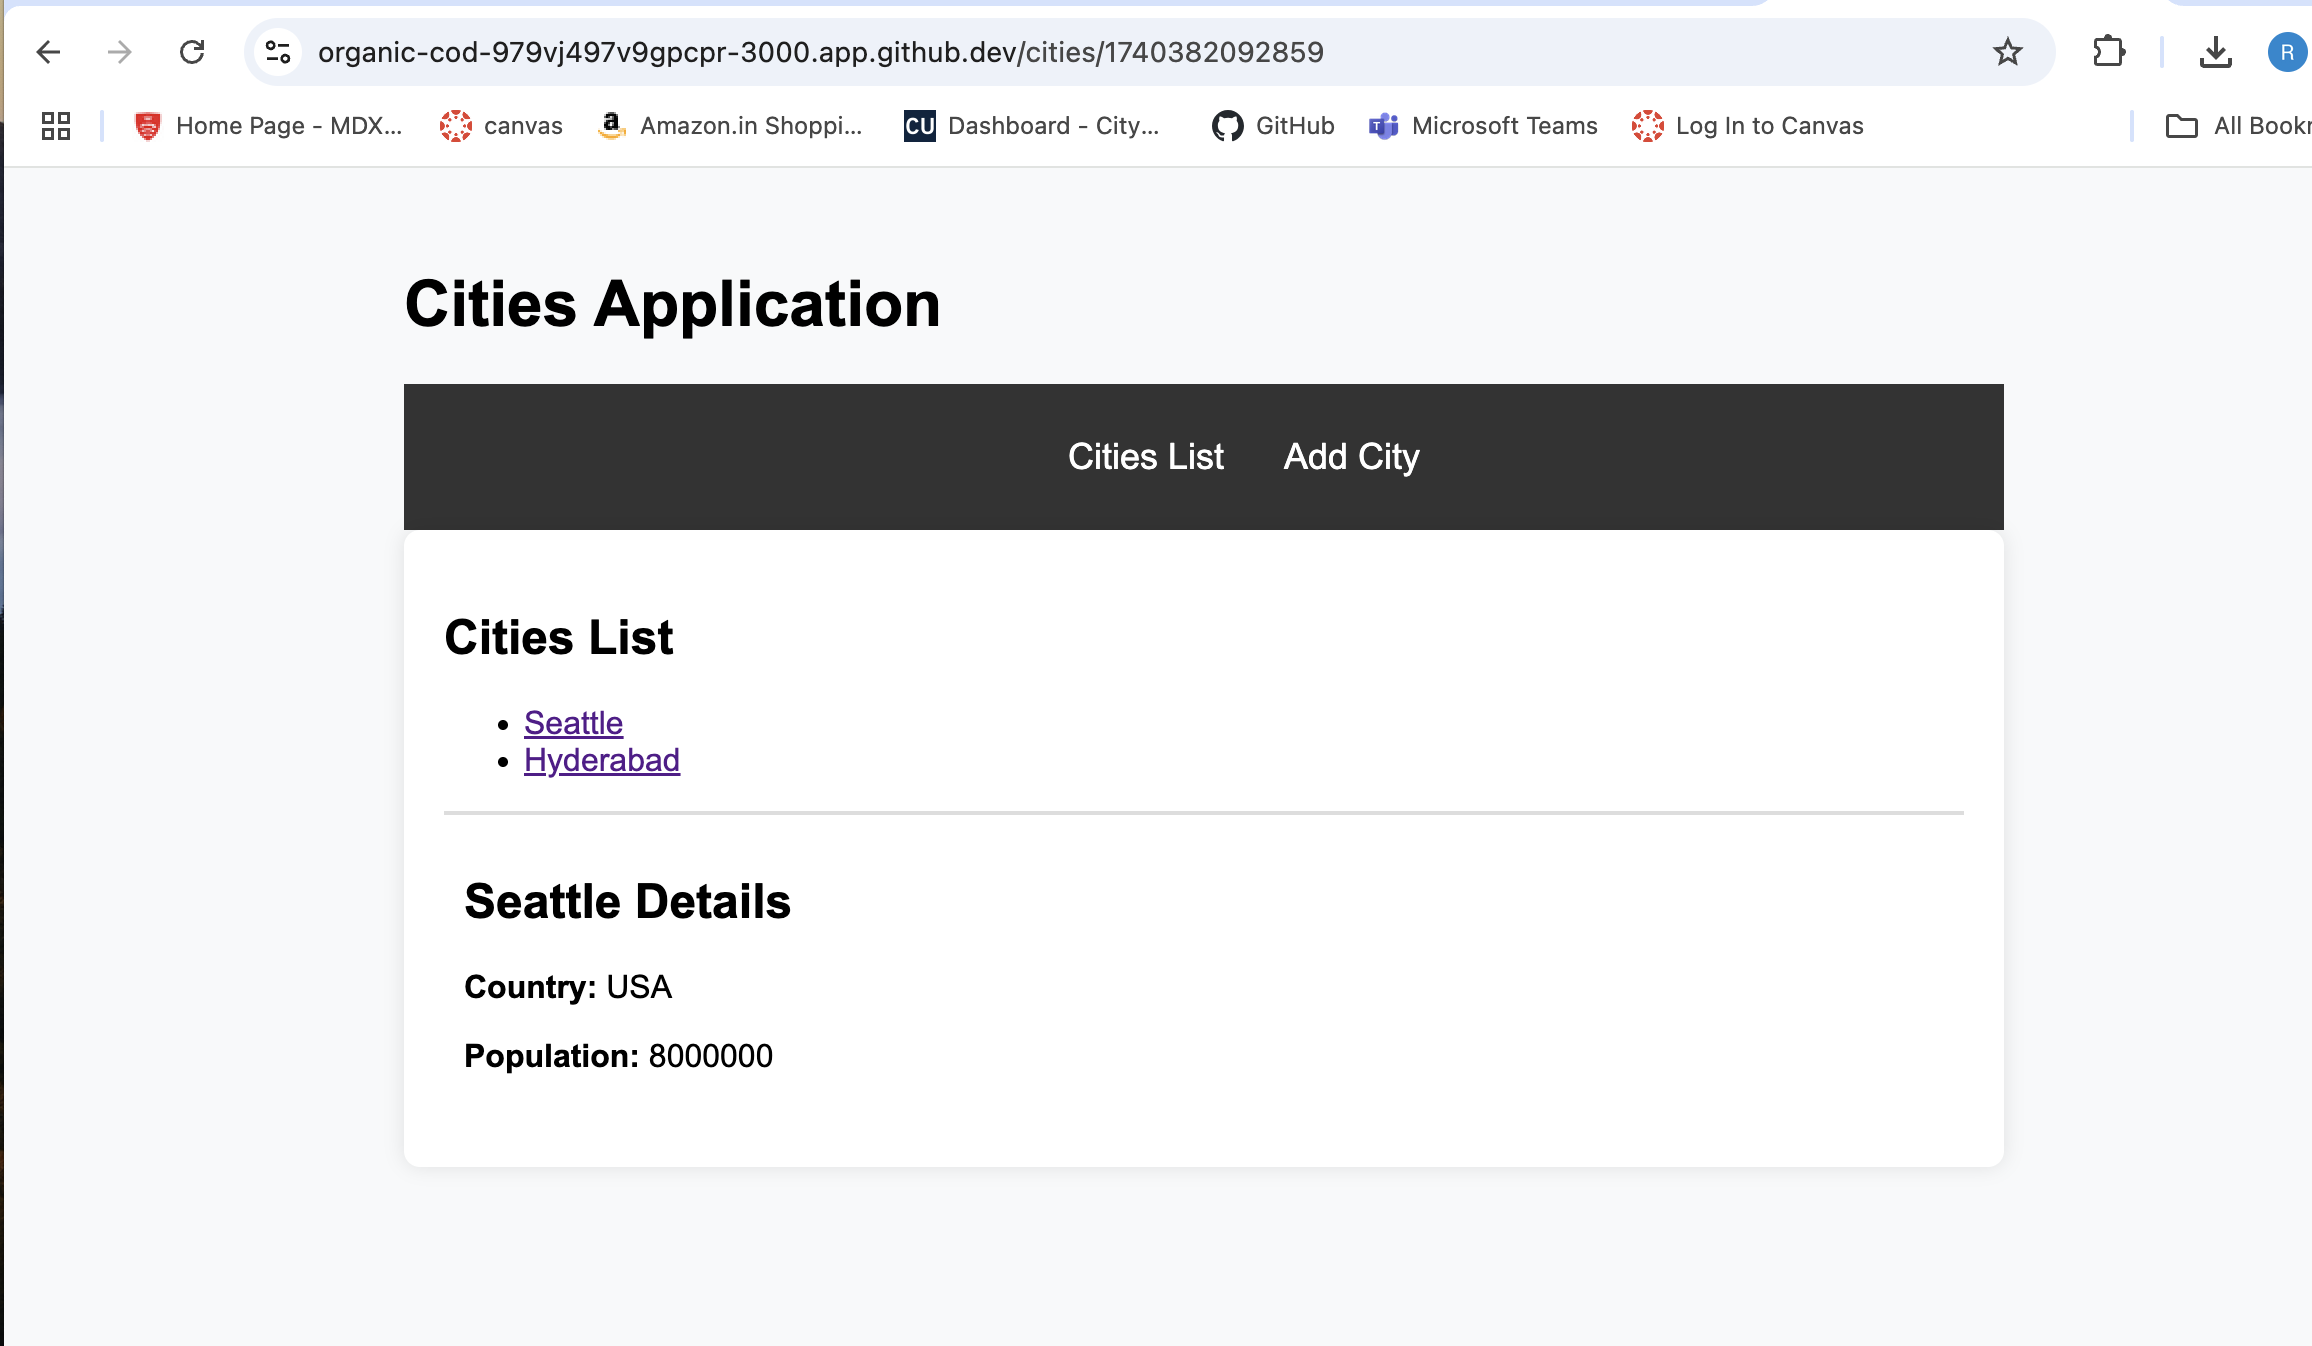 organic-cod-979vj497v9gpcpr-3000.app.github.dev/cities/1740382092859
R
Home Page - MDX... canvas Amazon.in Shoppi... CU Dashboard - City... GitHub Microsoft Teams Log In to Canvas All Bookr
Cities Application
Cities List Add City
Cities List
• Seattle
• Hyderabad
Seattle Details
Country: USA
Population: 8000000